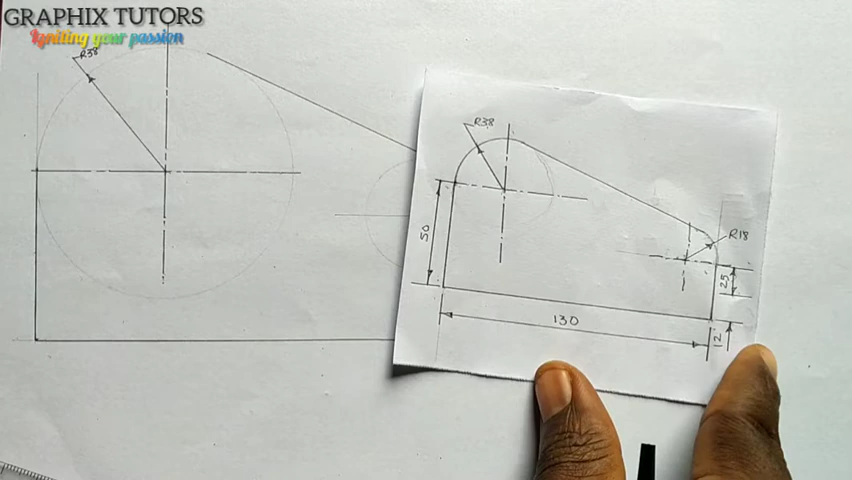 GRAPHIX TUTORS
Igniting your passion
R38
R38
R18
50
25
130
12